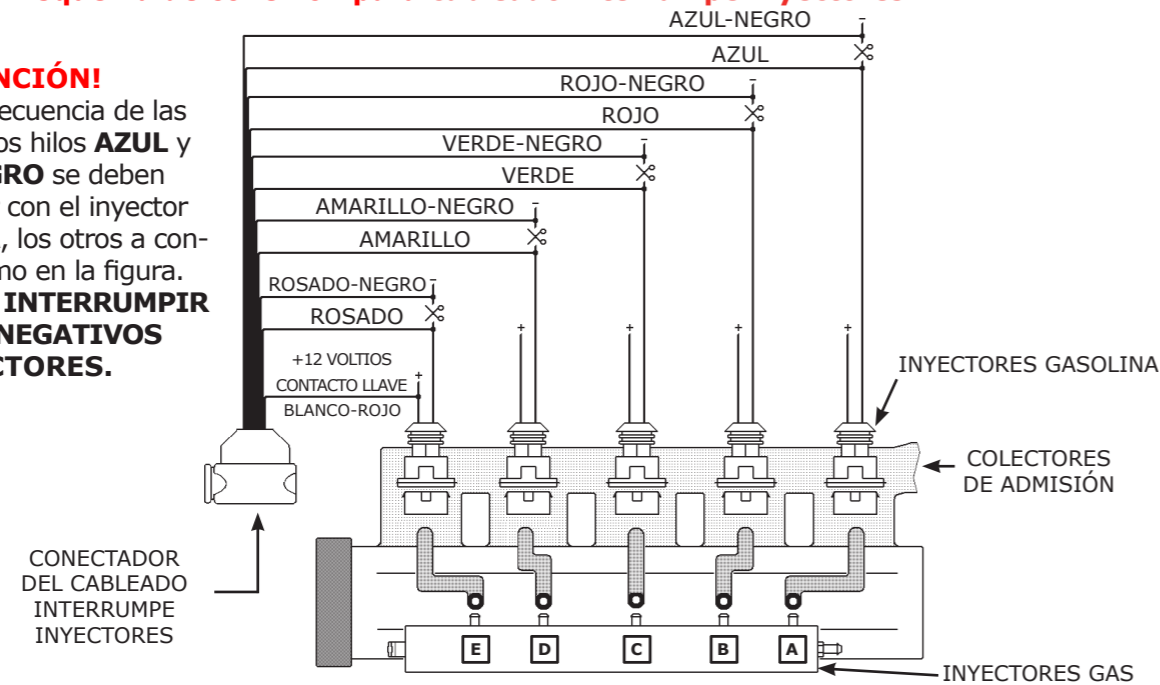 AZUL-NEGRO
AZUL
ROJO-NEGRO
ROJO
VERDE-NEGRO
VERDE
AMARILLO-NEGRO
AMARILLO
ROSADO-NEGRO
ROSADO
+12 VOLTIOS
CONTACTO LLAVE
BLANCO-ROJO
NCIÓN!
ecuencia de las
os hilos AZUL y
GRO se deben
con el inyector
, los otros a con-
mo en la figura.
INTERRUMPIR
NEGATIVOS
CTORES.
INYECTORES GASOLINA
COLECTORES
DE ADMISIÓN
CONECTADOR
DEL CABLEADO
INTERRUMPE
INYECTORES
E D C B A
INYECTORES GAS